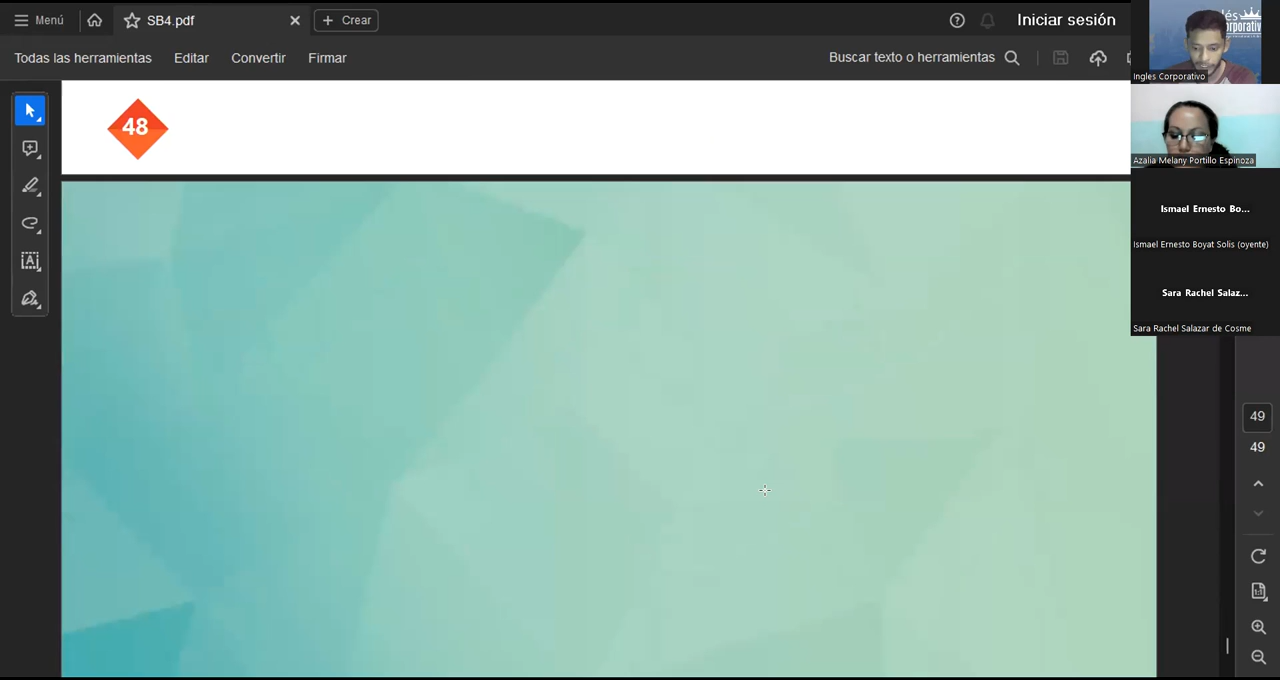 Menú
SB4.pdf
Crear
Iniciar sesión
Todas las herramientas
Editar
Convertir
Firmar
Buscar texto o herramientas
48
Ingles Corporativo
Azalia Melany Portillo Espinoza
Ismael Ernesto Bo...
Ismael Ernesto Boyat Solis (oyente)
Sara Rachel Salaz...
Sara Rachel Salazar de Cosme
49
49